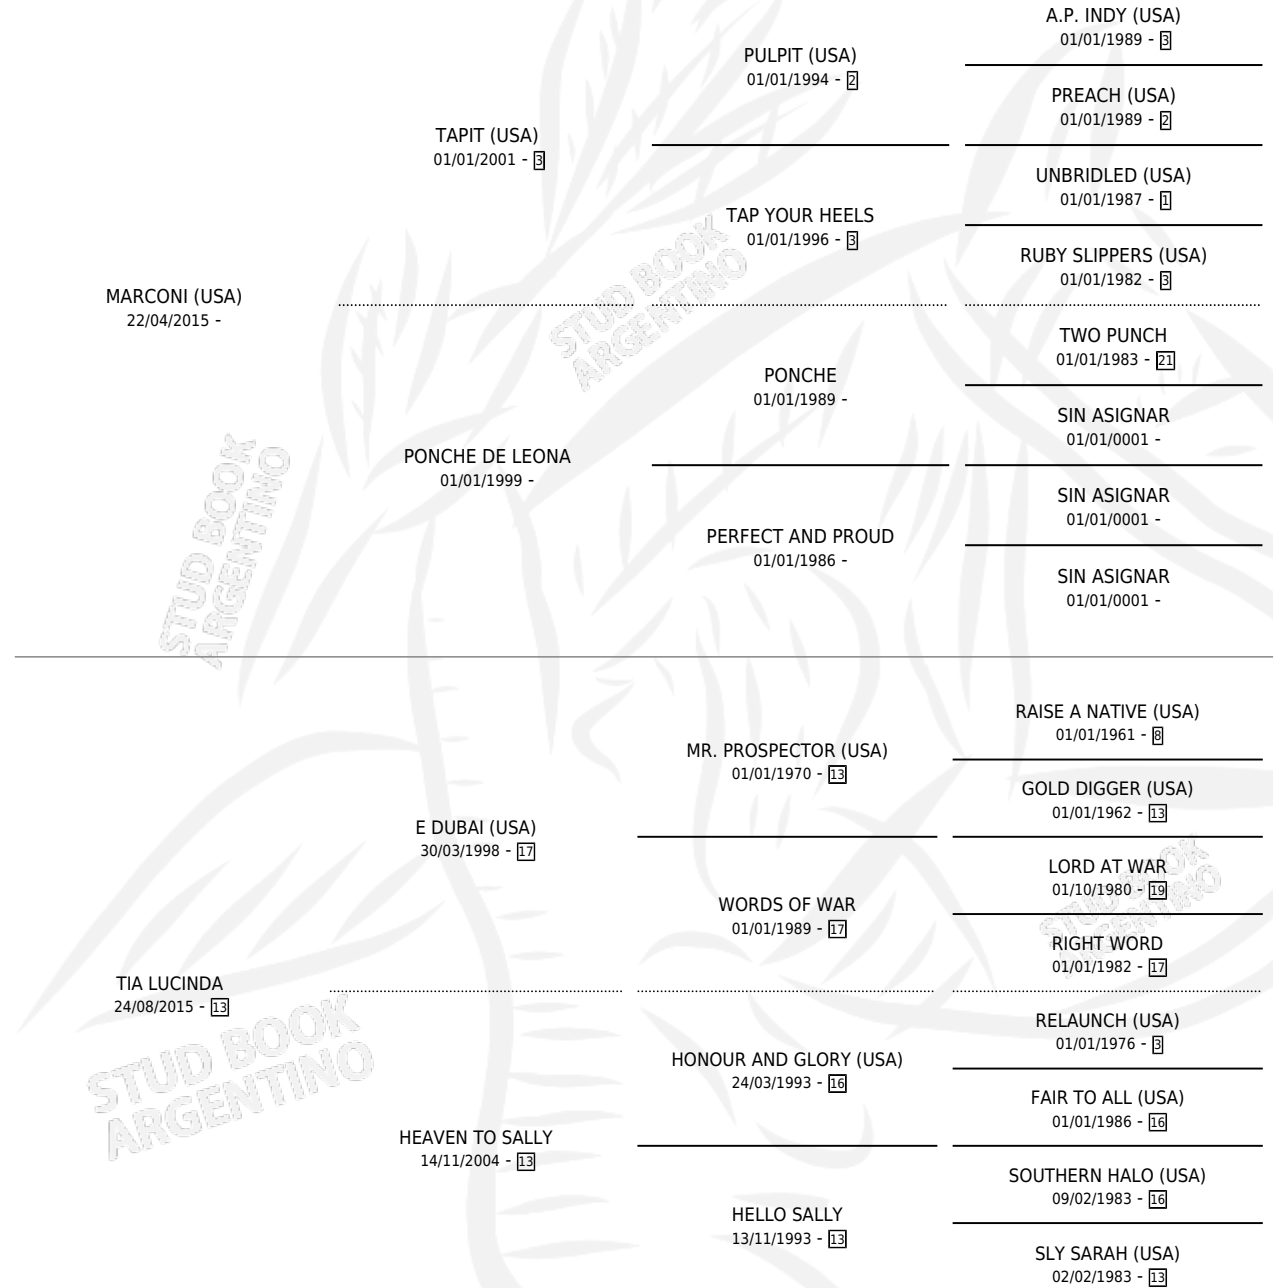 A.P. INDY (USA)
01/01/1989 - 3
PULPIT (USA)
01/01/1994 - 2
PREACH (USA)
01/01/1989 - 2
TAPIT (USA)
01/01/2001 - 3
UNBRIDLED (USA)
01/01/1987 - 1
TAP YOUR HEELS
01/01/1996 - 3
RUBY SLIPPERS (USA)
01/01/1982 - 3
MARCONI (USA)
22/04/2015 -
STUD BOOK
ARGENTINO
TWO PUNCH
01/01/1983 - 21
PONCHE
01/01/1989 -
SIN ASIGNAR
01/01/0001 -
PONCHE DE LEONA
01/01/1999 -
SIN ASIGNAR
01/01/0001 -
PERFECT AND PROUD
01/01/1986 -
SIN ASIGNAR
01/01/0001 -
STUD BOOK
ARGENTINO
RAISE A NATIVE (USA)
01/01/1961 - 8
MR. PROSPECTOR (USA)
01/01/1970 - 13
GOLD DIGGER (USA)
01/01/1962 - 13
E DUBAI (USA)
30/03/1998 - 17
LORD AT WAR
01/10/1980 - 19
WORDS OF WAR
01/01/1989 - 17
RIGHT WORD
01/01/1982 - 17
STUD BOOK
ARGENTINO
TIA LUCINDA
24/08/2015 - 13
RELAUNCH (USA)
01/01/1976 - 3
HONOUR AND GLORY (USA)
24/03/1993 - 16
FAIR TO ALL (USA)
01/01/1986 - 16
HEAVEN TO SALLY
14/11/2004 - 13
SOUTHERN HALO (USA)
09/02/1983 - 16
HELLO SALLY
13/11/1993 - 13
SLY SARAH (USA)
02/02/1983 - 13
STUD BOOK
ARGENTINO